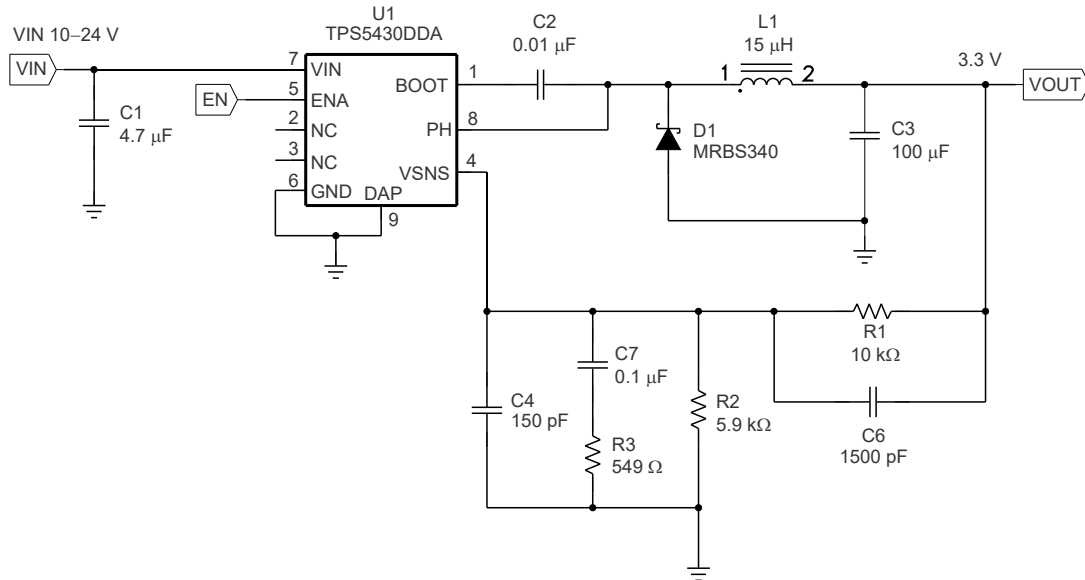 U1
TPS5430DDA
VIN 10–24 V
VIN
C1
4.7 μF
EN
7
5
2
3
6
VIN
ENA
NC
NC
GND
DAP
9
BOOT
PH
VSNS
1
8
4
C2
0.01 μF
L1
15 μH
1
2
D1
MRBS340
C3
100 μF
3.3 V
VOUT
C4
150 pF
C7
0.1 μF
R3
549 Ω
R2
5.9 kΩ
R1
10 kΩ
C6
1500 pF